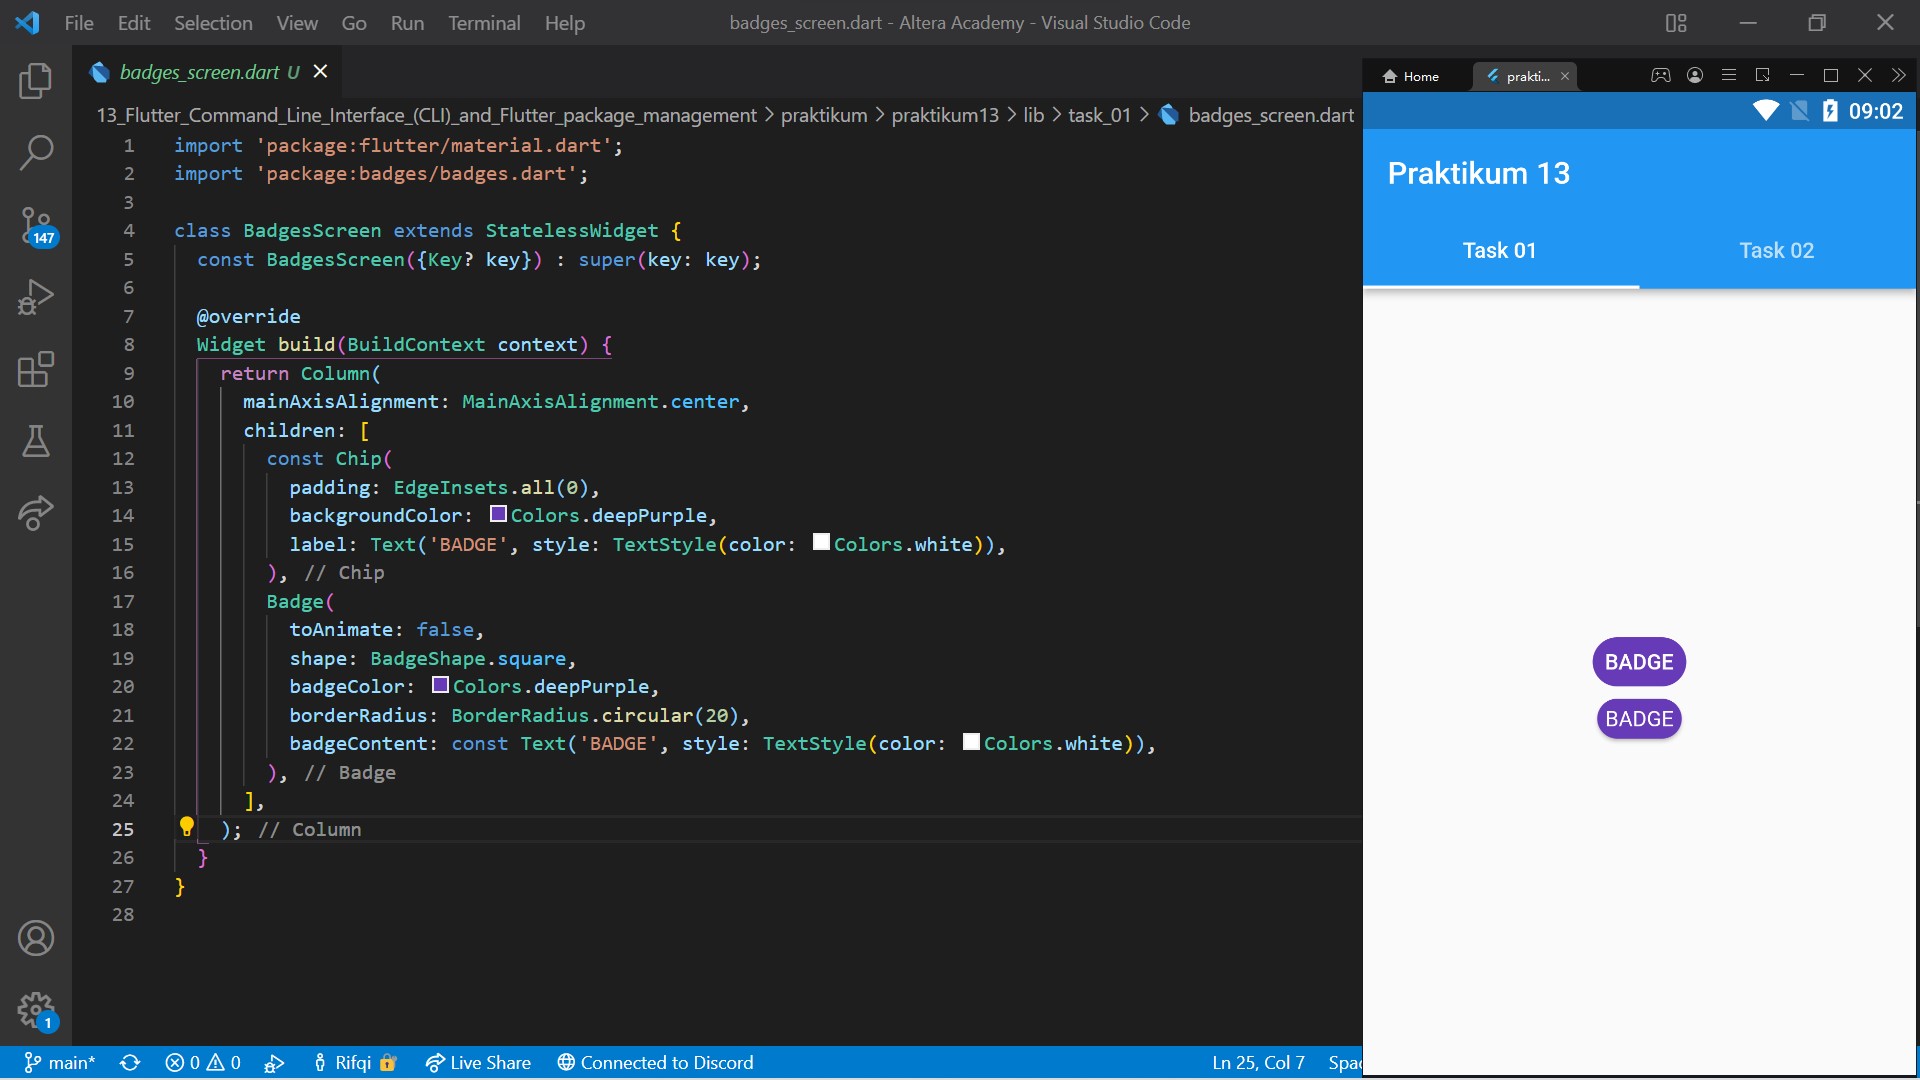 File Edit Selection View Go Run Terminal Help
badges_screen.dart - Altera Academy - Visual Studio Code
badges_screen.dart U
13_Flutter_Command_Line_Interface_(CLI)_and_Flutter_package_management > praktikum > praktikum13 > lib > task_01 > badges_screen.dart
1 import 'package:flutter/material.dart';
2 import 'package:badges/badges.dart';
3
4 class BadgesScreen extends StatelessWidget {
5 const BadgesScreen({Key? key}) : super(key: key);
6
7 @override
8 Widget build(BuildContext context) {
9 return Column(
10 mainAxisAlignment: MainAxisAlignment.center,
11 children: [
12 const Chip(
13 padding: EdgeInsets.all(0),
14 backgroundColor: Colors.deepPurple,
15 label: Text('BADGE', style: TextStyle(color: Colors.white)),
16 ), // Chip
17 Badge(
18 toAnimate: false,
19 shape: BadgeShape.square,
20 badgeColor: Colors.deepPurple,
21 borderRadius: BorderRadius.circular(20),
22 badgeContent: const Text('BADGE', style: TextStyle(color: Colors.white)),
23 ), // Badge
24 ],
25 ); // Column
26 }
27 }
28
147
1
Home
prakti...
09:02
Praktikum 13
Task 01
Task 02
BADGE
BADGE
main* 0 0 Rifqi Live Share Connected to Discord Ln 25, Col 7 Spac